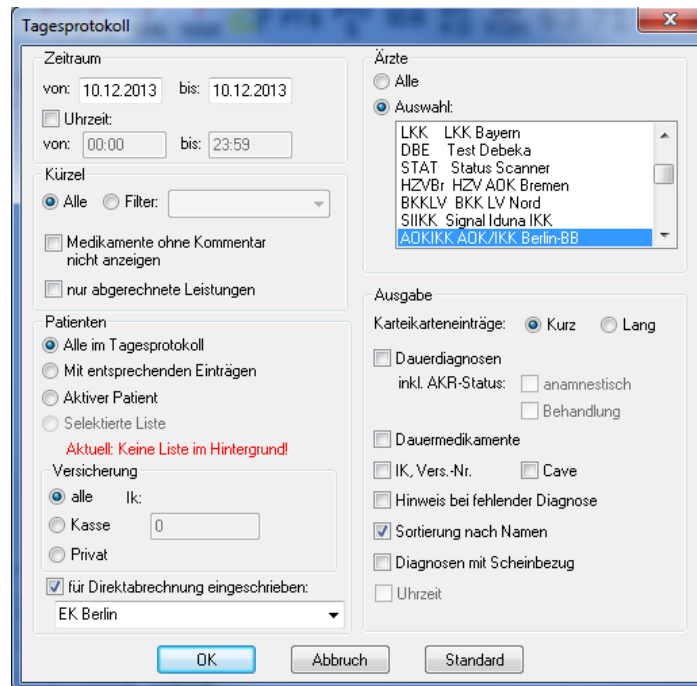 Tagesprotokoll
Zeitraum
von: 10.12.2013 bis: 10.12.2013
Uhrzeit:
von: 00:00 bis: 23:59
Kürzel
Alle Filter:
Medikamente ohne Kommentar
nicht anzeigen
nur abgerechnete Leistungen
Patienten
Alle im Tagesprotokoll
Mit entsprechenden Einträgen
Aktiver Patient
Selektierte Liste
Aktuell: Keine Liste im Hintergrund!
Versicherung
alle Ik:
Kasse 0
Privat
für Direktabrechnung eingeschrieben:
EK Berlin
Ärzte
Alle
Auswahl:
LKK LKK Bayern
DBE Test Debeka
STAT Status Scanner
HZVBr HZV AOK Bremen
BKKLV BKK LV Nord
SIIKK Signal Iduna IKK
AOKIKK AOK/IKK Berlin-BB
Ausgabe
Karteikarteneinträge: Kurz Lang
Dauerdiagnosen
inkl. AKR-Status: anamnestisch
Behandlung
Dauermedikamente
IK, Vers.-Nr. Cave
Hinweis bei fehlender Diagnose
Sortierung nach Namen
Diagnosen mit Scheinbezug
Uhrzeit
OK Abbruch Standard